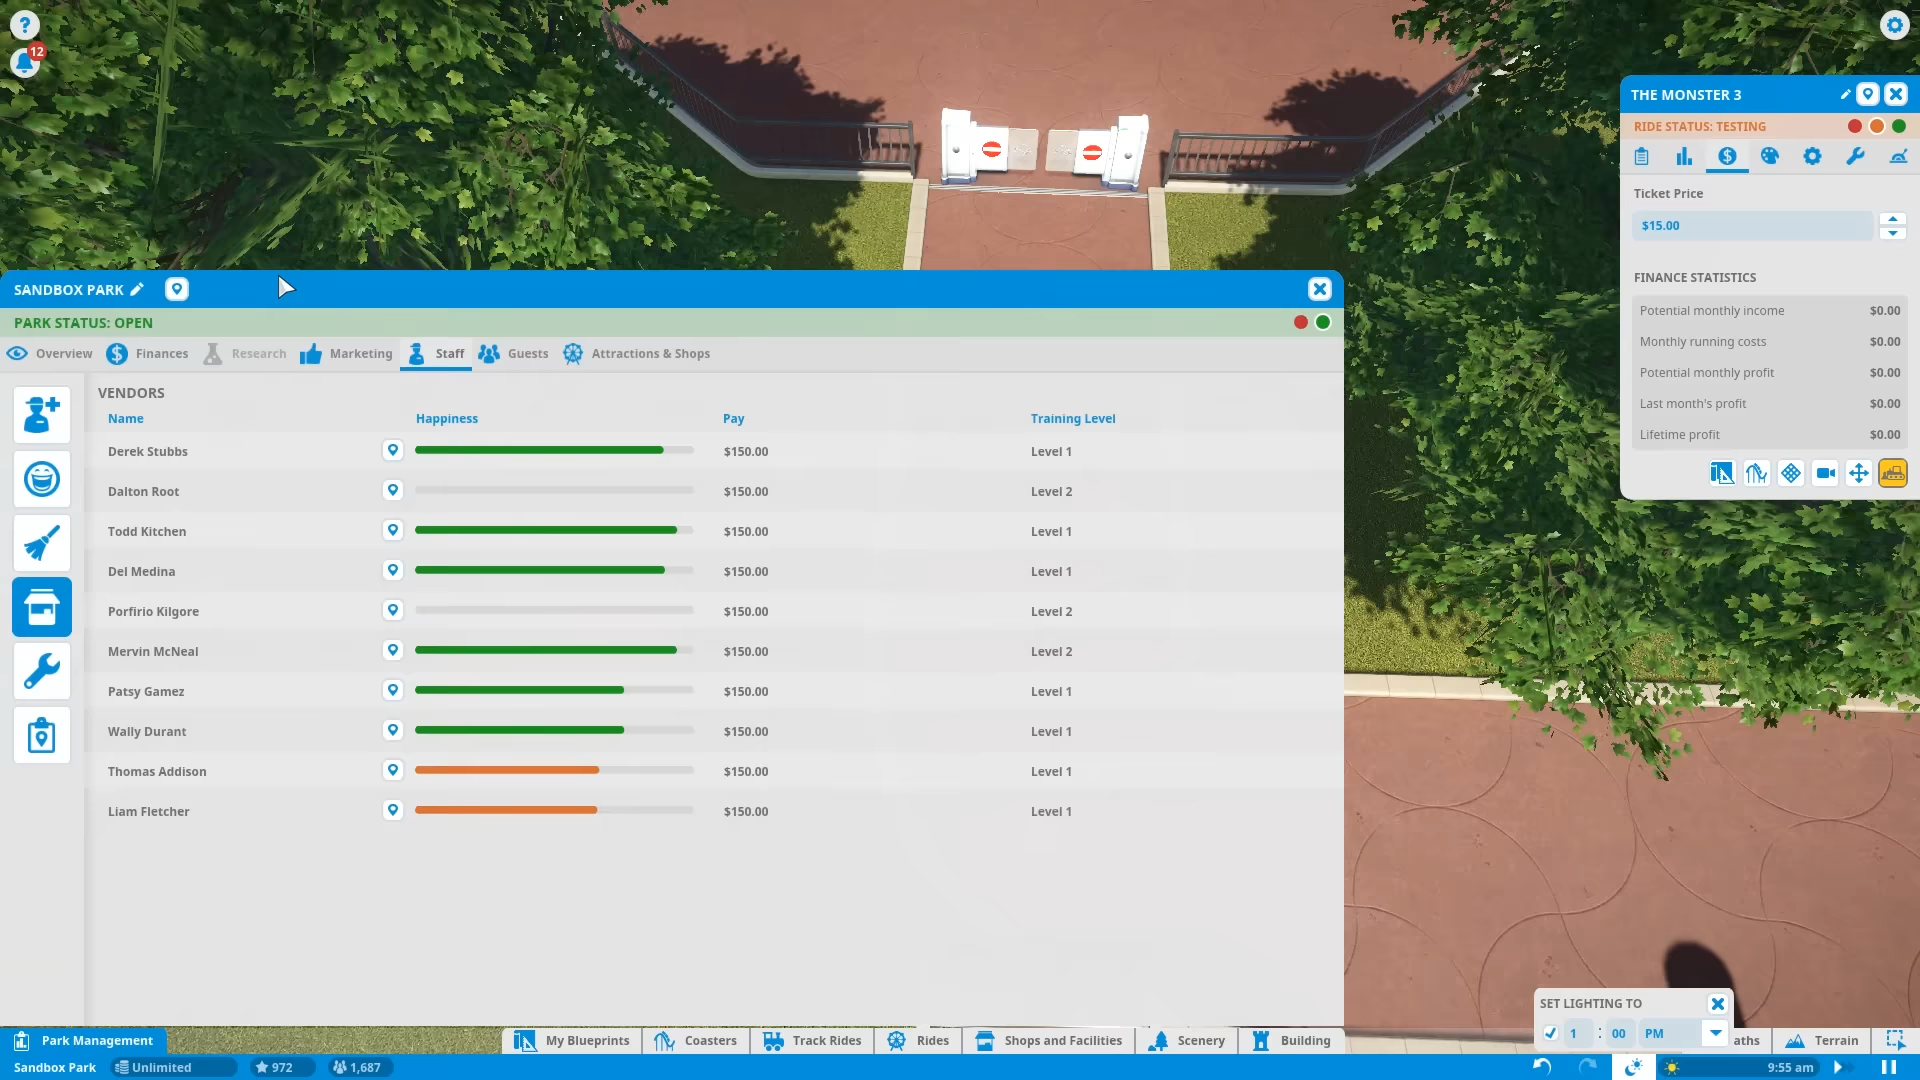 ?
12
THE MONSTER 3
RIDE STATUS: TESTING
Ticket Price
$15.00
FINANCE STATISTICS
Potential monthly income $0.00
Monthly running costs $0.00
Potential monthly profit $0.00
Last month's profit $0.00
Lifetime profit $0.00
SANDBOX PARK
PARK STATUS: OPEN
Overview Finances Research Marketing Staff Guests Attractions & Shops
VENDORS
Name Happiness Pay Training Level
Derek Stubbs $150.00 Level 1
Dalton Root $150.00 Level 2
Todd Kitchen $150.00 Level 1
Del Medina $150.00 Level 1
Porfirio Kilgore $150.00 Level 2
Mervin McNeal $150.00 Level 2
Patsy Gamez $150.00 Level 1
Wally Durant $150.00 Level 1
Thomas Addison $150.00 Level 1
Liam Fletcher $150.00 Level 1
SET LIGHTING TO
1 : 00 PM
Park Management My Blueprints Coasters Track Rides Rides Shops and Facilities Scenery Building aths Terrain
Sandbox Park Unlimited 972 1,687 9:55 am